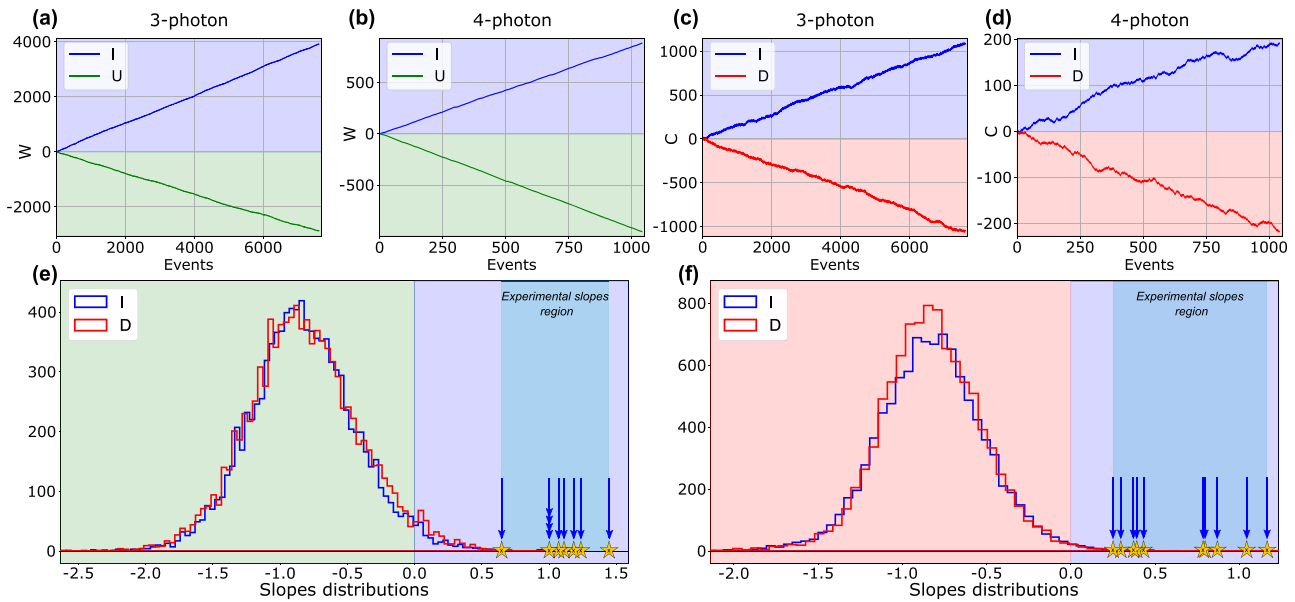 (a) 3-photon
4000
2000
0
-2000
W
I
U
0 2000 4000 6000
Events
(b) 4-photon
500
0
-500
W
I
U
0 250 500 750 1000
Events
(c) 3-photon
1000
500
0
-500
-1000
C
I
D
0 2000 4000 6000
Events
(d) 4-photon
200
100
0
-100
-200
C
I
D
0 250 500 750 1000
Events
(e)
400
300
200
100
0
I
D
Experimental slopes
region
-2.5 -2.0 -1.5 -1.0 -0.5 0.0 0.5 1.0 1.5
Slopes distributions
(f)
800
600
400
200
0
I
D
Experimental slopes
region
-2.0 -1.5 -1.0 -0.5 0.0 0.5 1.0
Slopes distributions